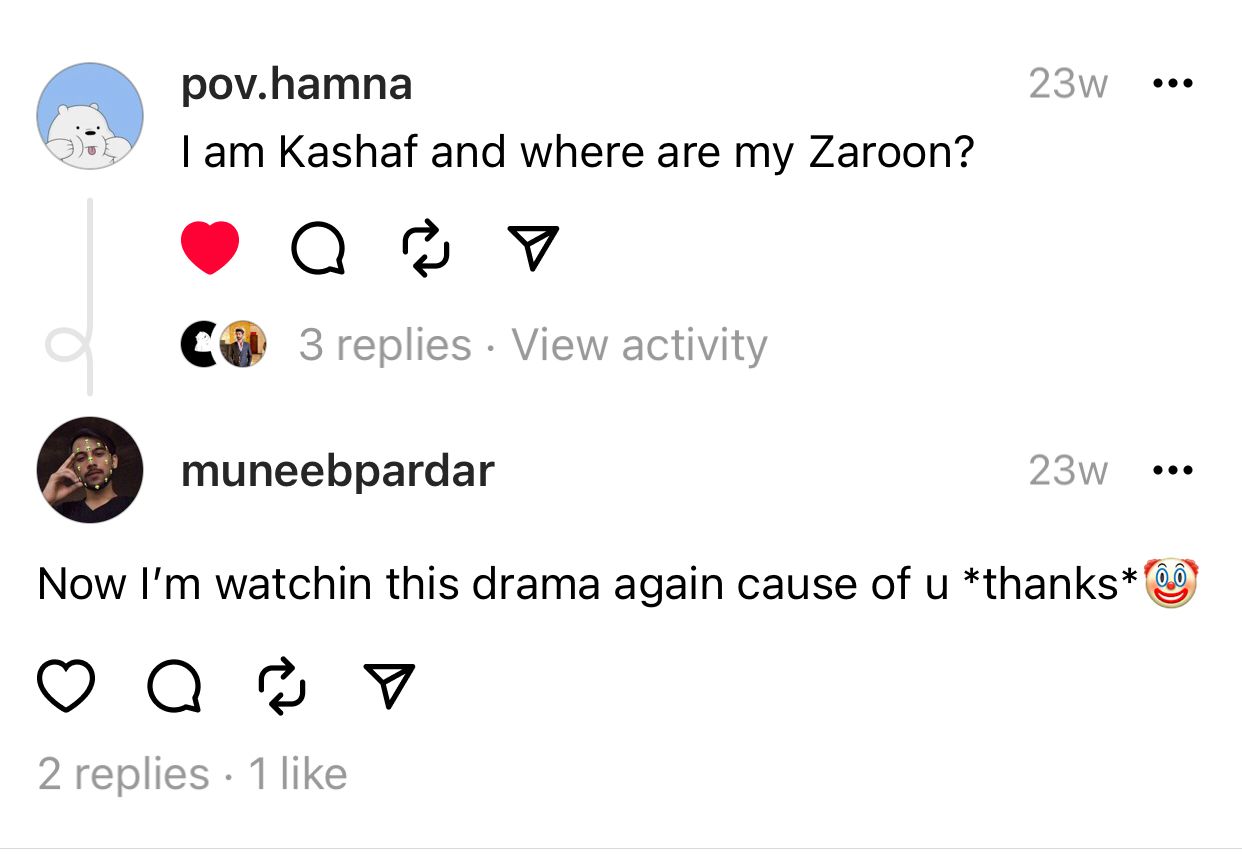 pov.hamna 23w
I am Kashaf and where are my Zaroon?
3 replies · View activity
muneebpardar 23w
Now I'm watchin this drama again cause of u *thanks*🤡
2 replies · 1 like